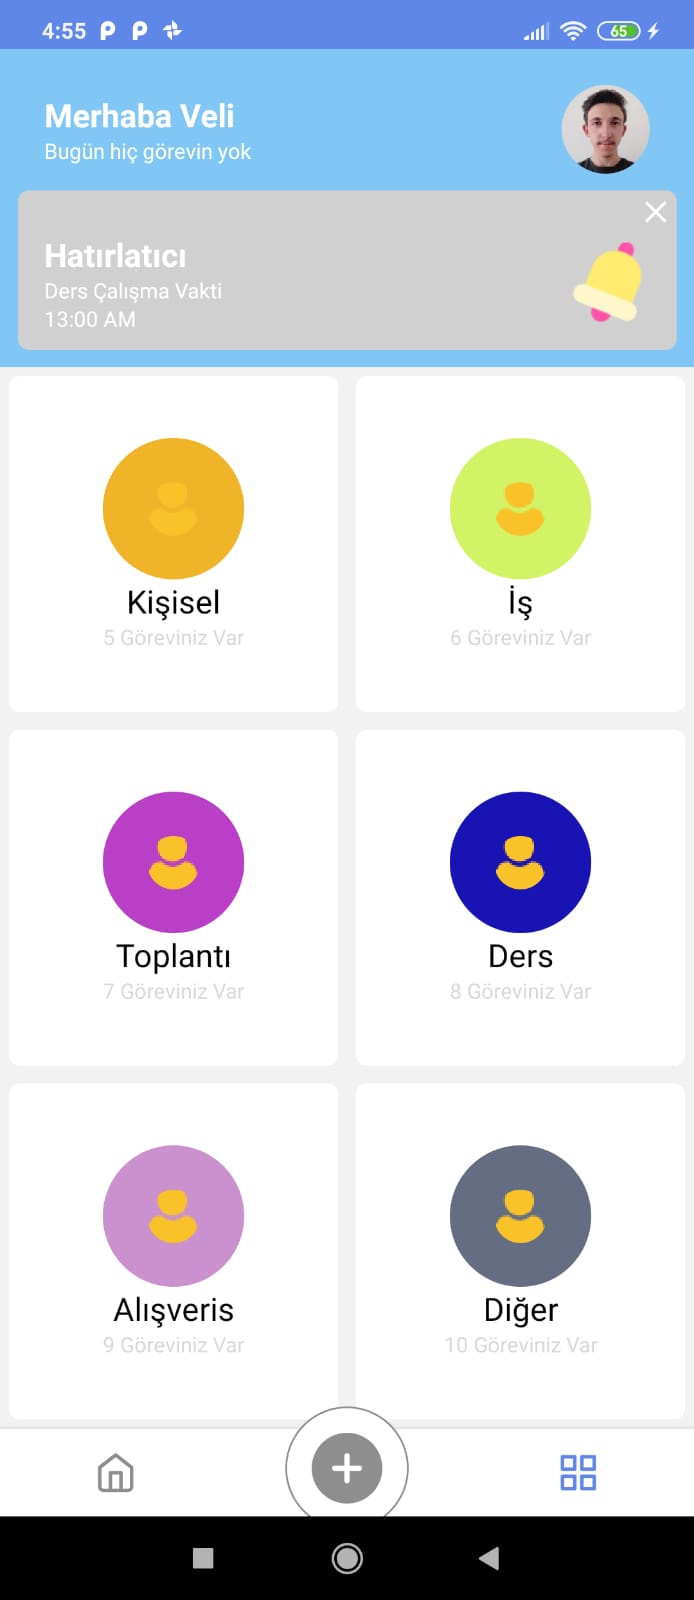 4:55
65
Merhaba Veli
Bugün hiç görevin yok
Hatırlatıcı
Ders Çalışma Vakti
13:00 AM
Kişisel
5 Göreviniz Var
İş
6 Göreviniz Var
Toplantı
7 Göreviniz Var
Ders
8 Göreviniz Var
Alışveris
9 Göreviniz Var
Diğer
10 Göreviniz Var